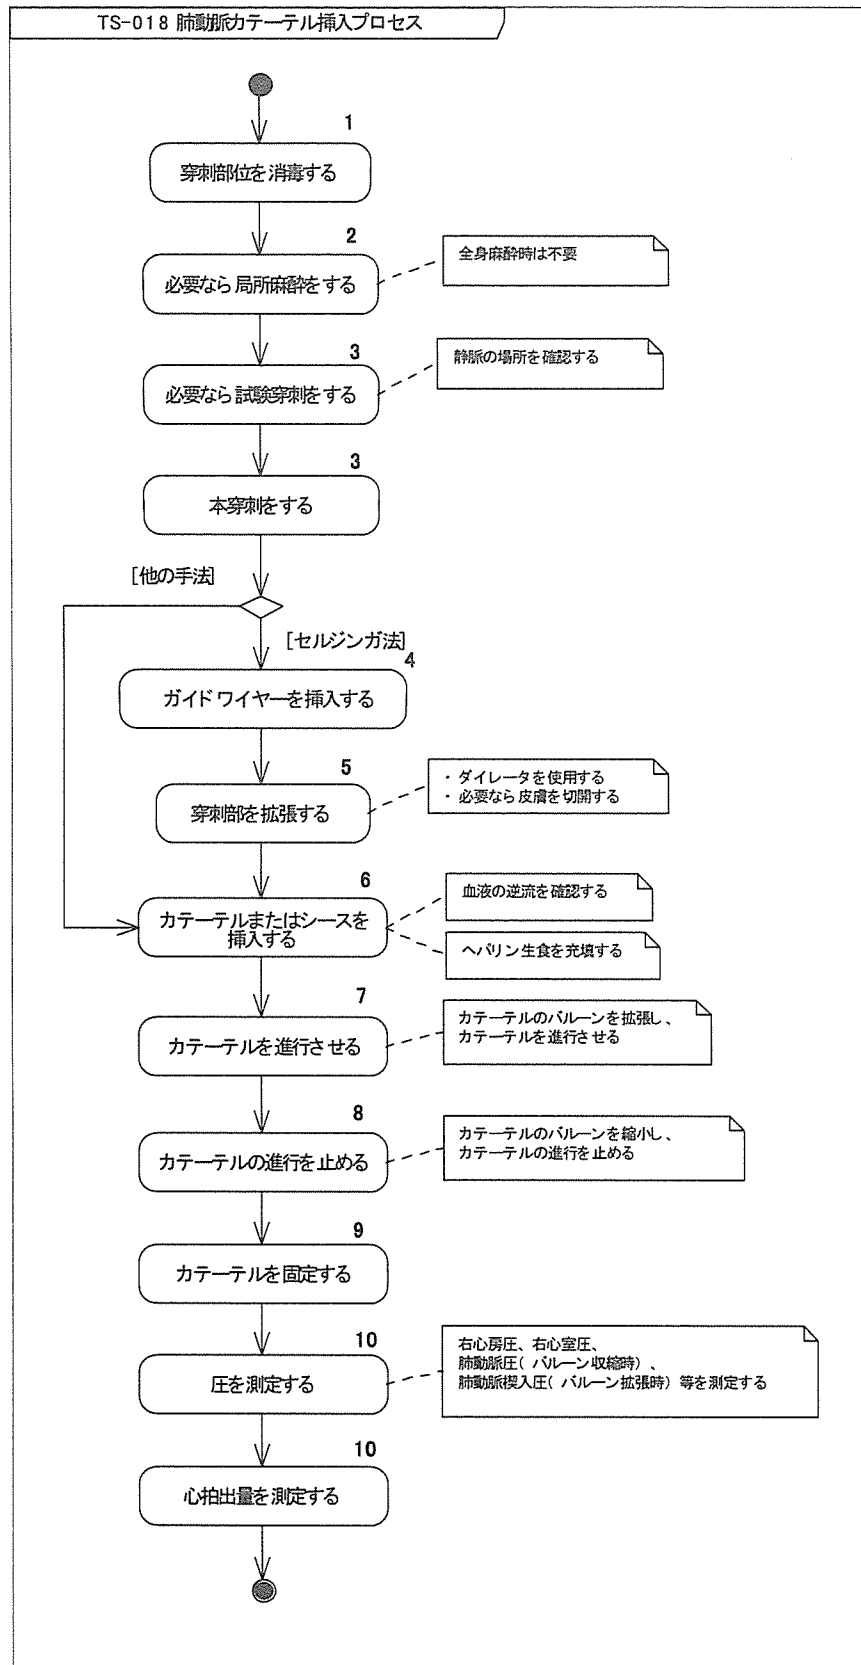 TS-018 肺動脈カテーテル挿入プロセス
1
穿刺部位を消毒する
2
必要なら局所麻酔をする
全身麻酔時は不要
3
必要なら試験穿刺をする
静脈の場所を確認する
3
本穿刺をする
[他の手法]
[セルジンガ法]
4
ガイドワイヤーを挿入する
5
穿刺部を拡張する
・ダイレータを使用する
・必要なら皮膚を切開する
6
カテーテルまたはシースを
挿入する
血液の逆流を確認する
ヘパリン生食を充填する
7
カテーテルを進行させる
カテーテルのバルーンを拡張し、
カテーテルを進行させる
8
カテーテルの進行を止める
カテーテルのバルーンを縮小し、
カテーテルの進行を止める
9
カテーテルを固定する
10
圧を測定する
右心房圧、右心室圧、
肺動脈圧(バルーン収縮時)、
肺動脈楔入圧(バルーン拡張時)等を測定する
10
心拍出量を測定する